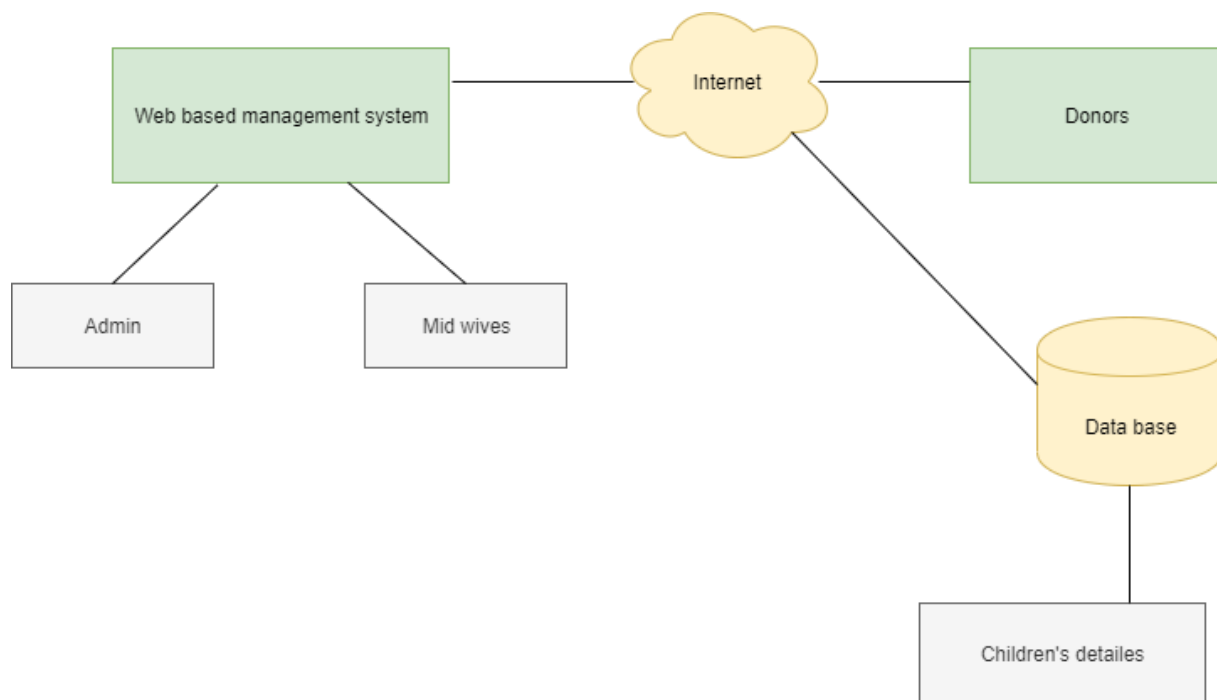 Internet
Web based management system
Donors
Admin
Mid wives
Data base
Children's detailes